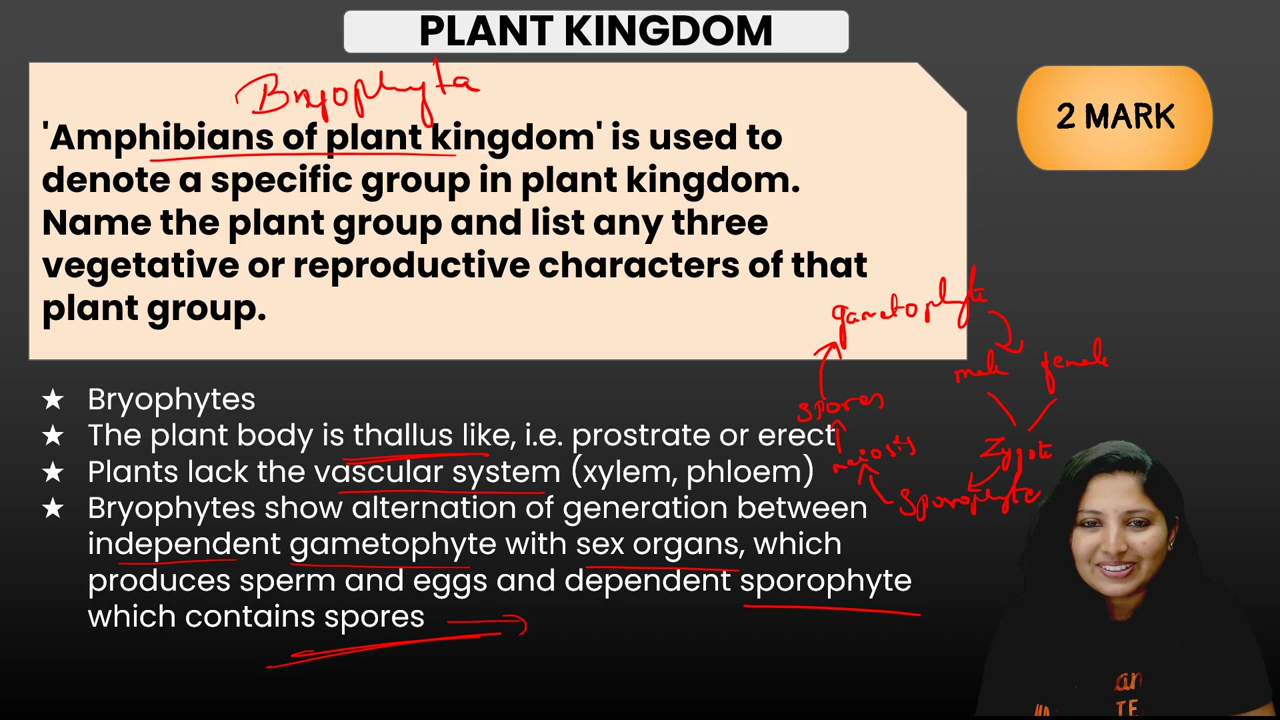 PLANT KINGDOM
Bryophyta
2 MARK
'Amphibians of plant kingdom' is used to
denote a specific group in plant kingdom.
Name the plant group and list any three
vegetative or reproductive characters of that
plant group.
gametophyte
male female
spores
Zygote
meiosis
Sporophyte
★ Bryophytes
★ The plant body is thallus like, i.e. prostrate or erect
★ Plants lack the vascular system (xylem, phloem)
★ Bryophytes show alternation of generation between
independent gametophyte with sex organs, which
produces sperm and eggs and dependent sporophyte
which contains spores
an
TE